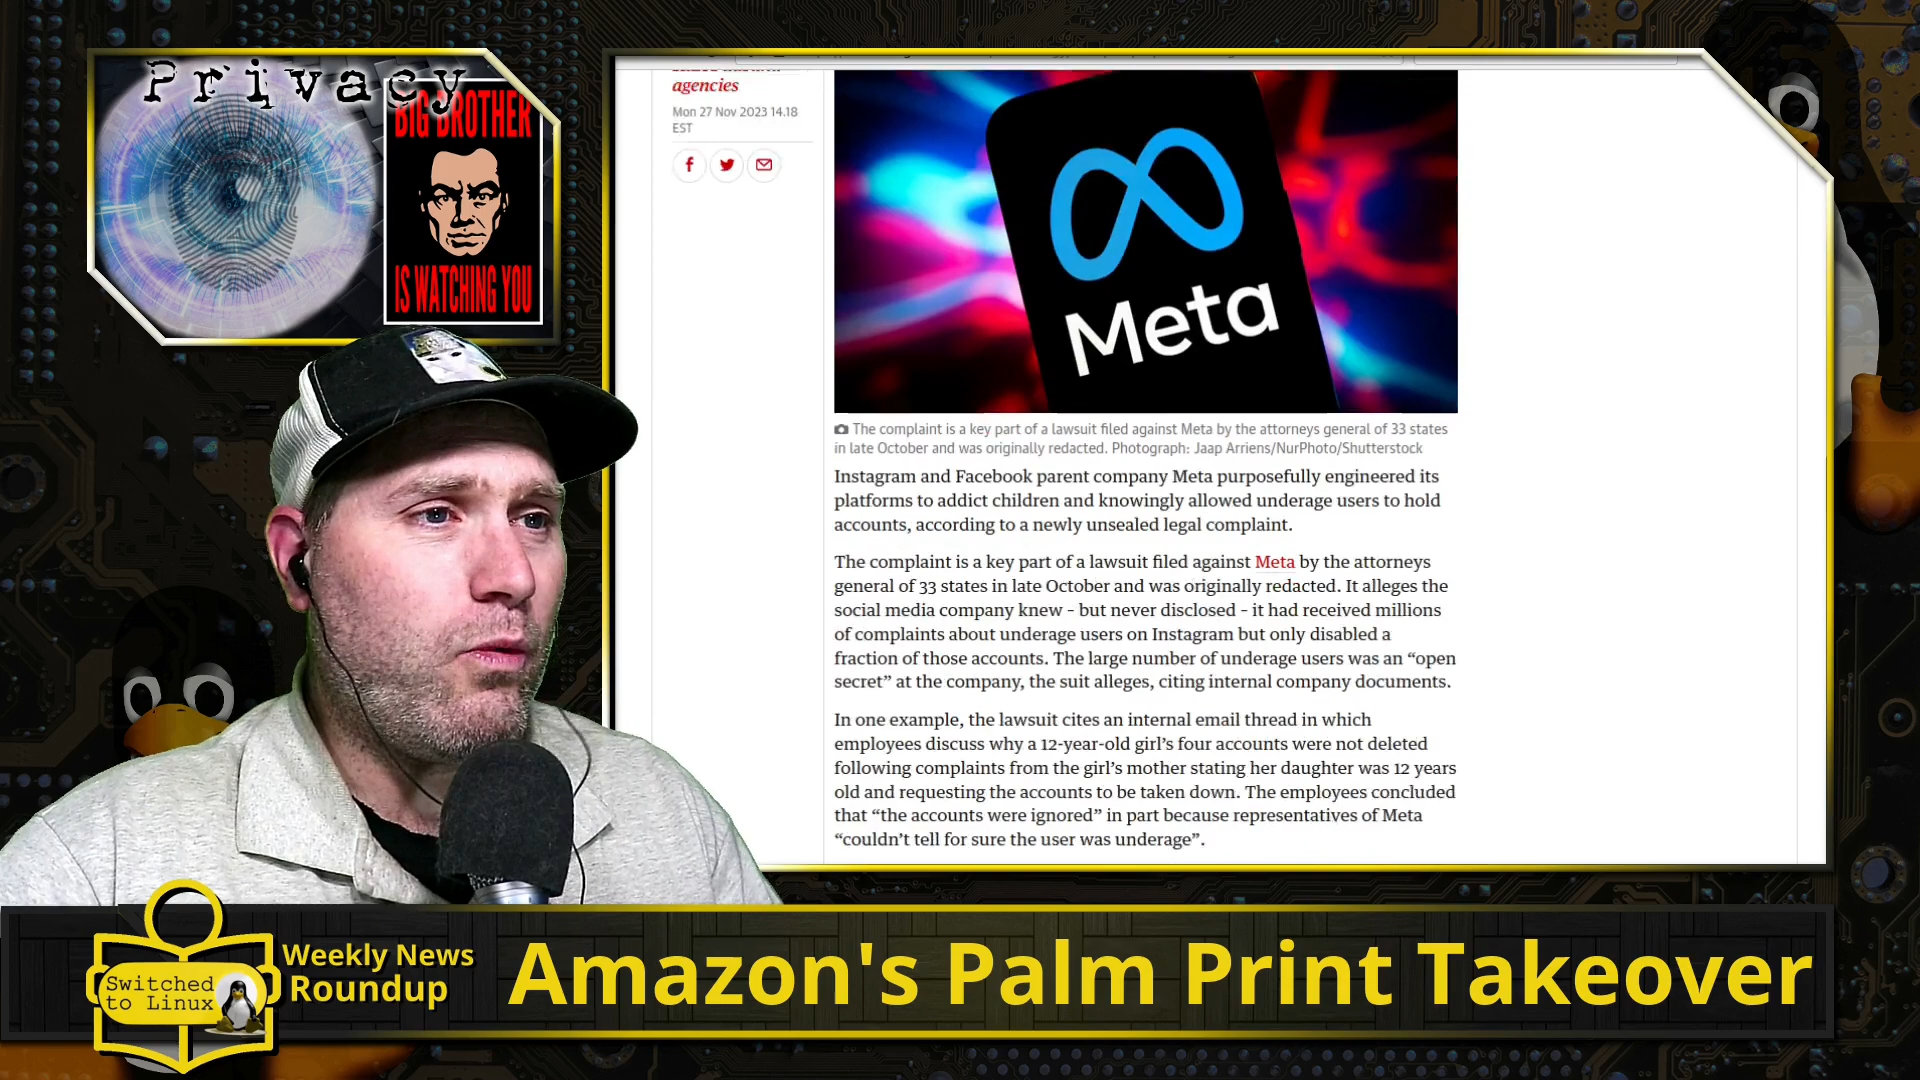 Privacy
BIG BROTHER
IS WATCHING YOU
agencies
Mon 27 Nov 2023 14.18
EST
Meta
The complaint is a key part of a lawsuit filed against Meta by the attorneys general of 33 states
in late October and was originally redacted. Photograph: Jaap Arriens/NurPhoto/Shutterstock
Instagram and Facebook parent company Meta purposefully engineered its
platforms to addict children and knowingly allowed underage users to hold
accounts, according to a newly unsealed legal complaint.
The complaint is a key part of a lawsuit filed against Meta by the attorneys
general of 33 states in late October and was originally redacted. It alleges the
social media company knew – but never disclosed – it had received millions
of complaints about underage users on Instagram but only disabled a
fraction of those accounts. The large number of underage users was an “open
secret” at the company, the suit alleges, citing internal company documents.
In one example, the lawsuit cites an internal email thread in which
employees discuss why a 12-year-old girl’s four accounts were not deleted
following complaints from the girl’s mother stating her daughter was 12 years
old and requesting the accounts to be taken down. The employees concluded
that “the accounts were ignored” in part because representatives of Meta
“couldn’t tell for sure the user was underage”.
Switched
to Linux
Weekly News
Roundup
Amazon's Palm Print Takeover